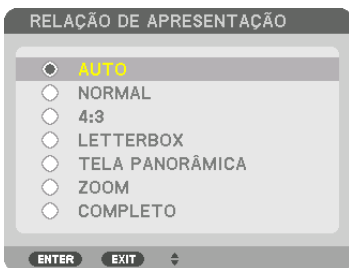 RELAÇÃO DE APRESENTAÇÃO
AUTO
NORMAL
4:3
LETTERBOX
TELA PANORÂMICA
ZOOM
COMPLETO
ENTER EXIT